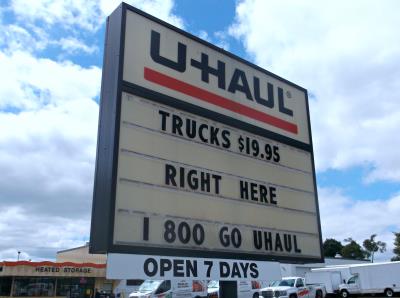 U-HAUL®
TRUCKS $19.95
RIGHT HERE
1 800 GO UHAUL
OPEN 7 DAYS
HEATED STORAGE